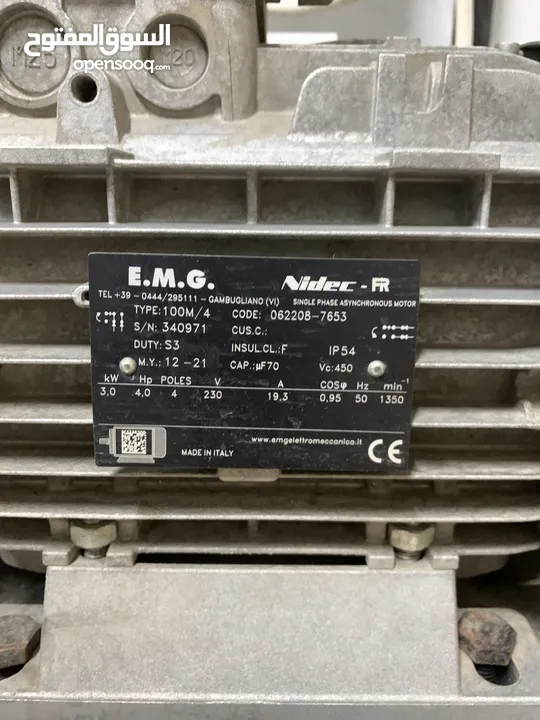 السوق المفتوح
opensooq.com
M25
M20
E.M.G.
Nidec - FR
TEL +39 - 0444/295111 - GAMBUGLIANO (VI)
SINGLE PHASE ASYNCHRONOUS MOTOR
TYPE: 100M/4 CODE: 062208-7653
S/N: 340971 CUS.C.:
DUTY: S3 INSUL.CL.: F IP54
M.Y.: 12-21 CAP.: µF70 Vc: 450
kW Hp POLES V A COSφ Hz min⁻¹
3,0 4,0 4 230 19,3 0,95 50 1350
www.emgelettromeccanica.it
MADE IN ITALY
CE